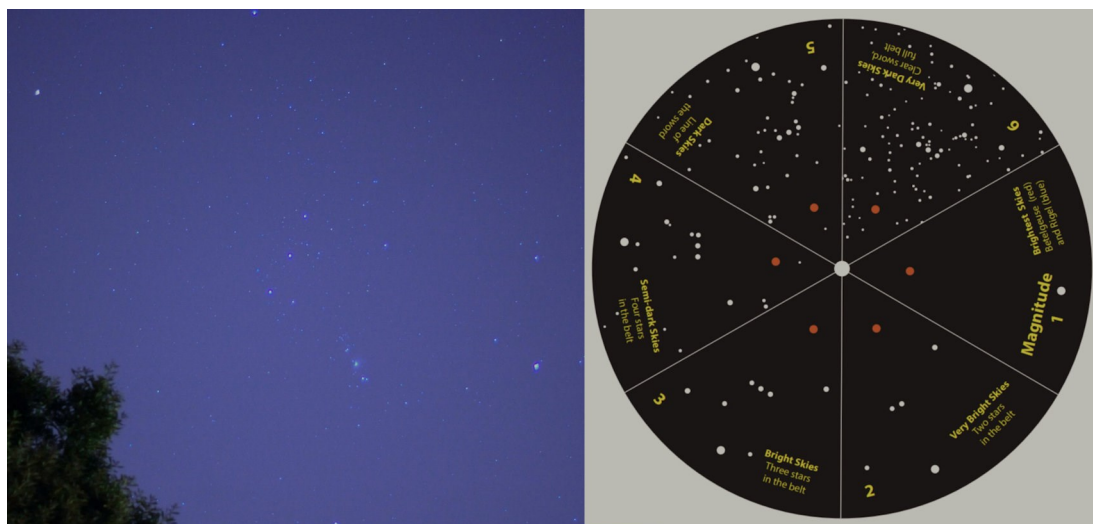 Magnitude
1
Brightest Skies
Betelgeuse (red)
and Rigel (blue)
2
Very Bright Skies
Two stars
in the belt
3
Bright Skies
Three stars
in the belt
4
Semi-dark Skies
Four stars
in the belt
5
Dark Skies
Line of
the sword
6
Very Dark Skies
Clear sword,
full belt